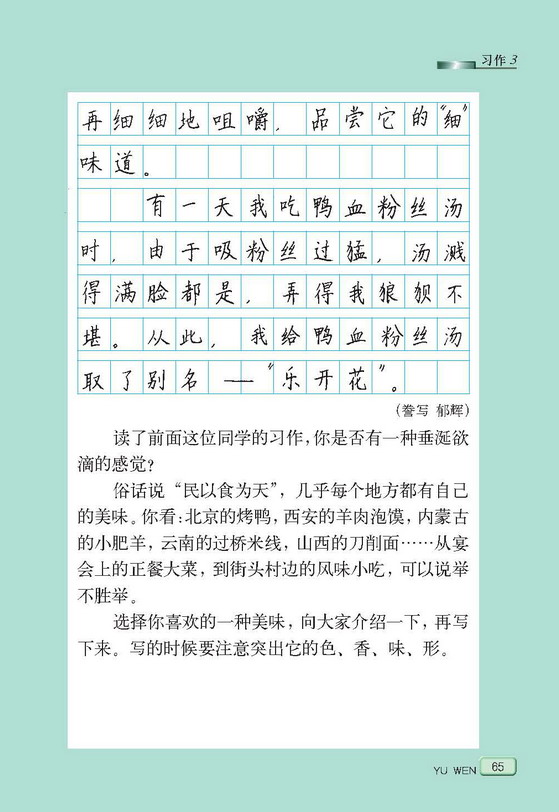 习作3
再细细地咀嚼，品尝它的“细”
味道。
有一天我吃鸭血粉丝汤
时，由于吸粉丝过猛，汤溅
得满脸都是，弄得我狼狈不
堪。从此，我给鸭血粉丝汤
取了别名——“乐开花”。
（誊写 郁辉）
读了前面这位同学的习作，你是否有一种垂涎欲
滴的感觉？
俗话说“民以食为天”，几乎每个地方都有自己
的美味。你看：北京的烤鸭，西安的羊肉泡馍，内蒙古
的小肥羊，云南的过桥米线，山西的刀削面……从宴
会上的正餐大菜，到街头村边的风味小吃，可以说举
不胜举。
选择你喜欢的一种美味，向大家介绍一下，再写
下来。写的时候要注意突出它的色、香、味、形。
YU WEN 65